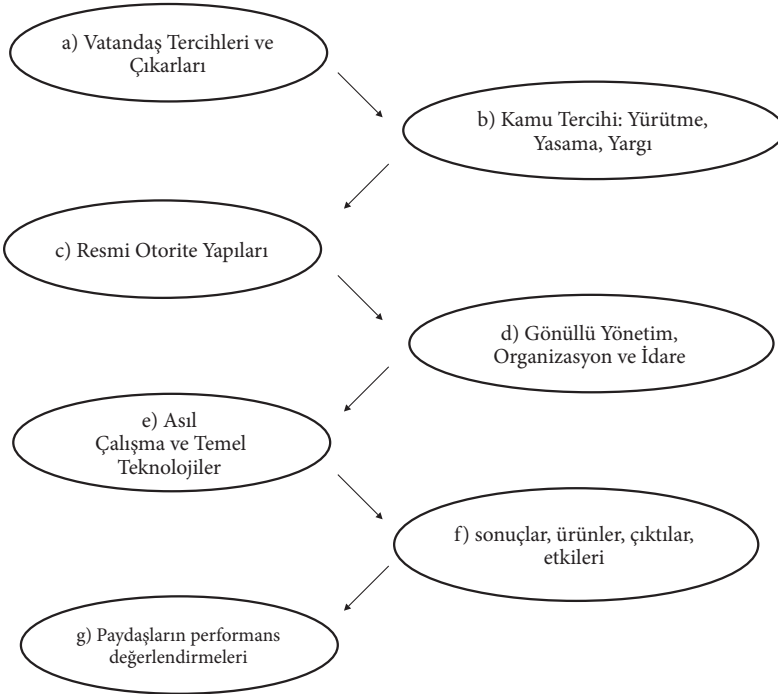 a) Vatandaş Tercihleri ve
Çıkarları
b) Kamu Tercihi: Yürütme,
Yasama, Yargı
c) Resmi Otorite Yapıları
d) Gönüllü Yönetim,
Organizasyon ve İdare
e) Asıl
Çalışma ve Temel
Teknolojiler
f) sonuçlar, ürünler, çıktılar,
etkileri
g) Paydaşların performans
değerlendirmeleri